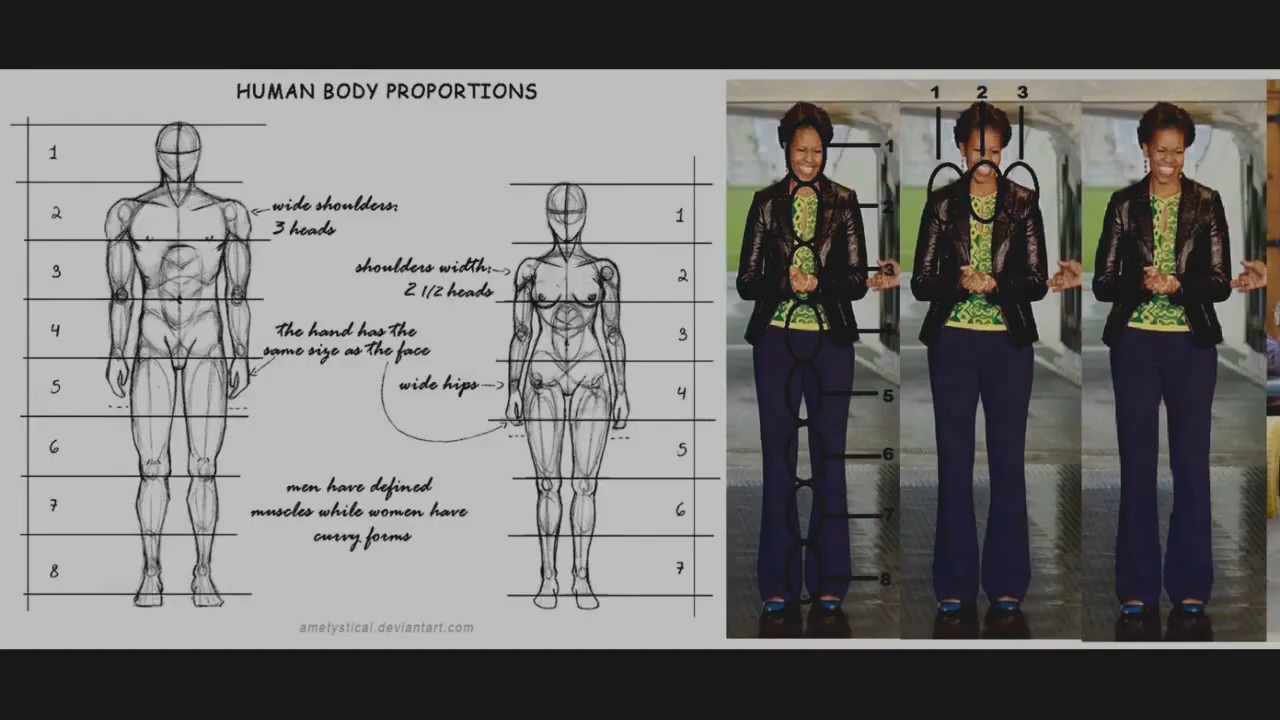 HUMAN BODY PROPORTIONS
1
2
3
4
5
6
7
8
wide shoulders:
3 heads
shoulders width:
2 1/2 heads
the hand has the
same size as the face
wide hips
men have defined
muscles while women have
curvy forms
1
2
3
4
5
6
7
ametystical.deviantart.com
1
2
3
4
5
6
7
8
1 2 3